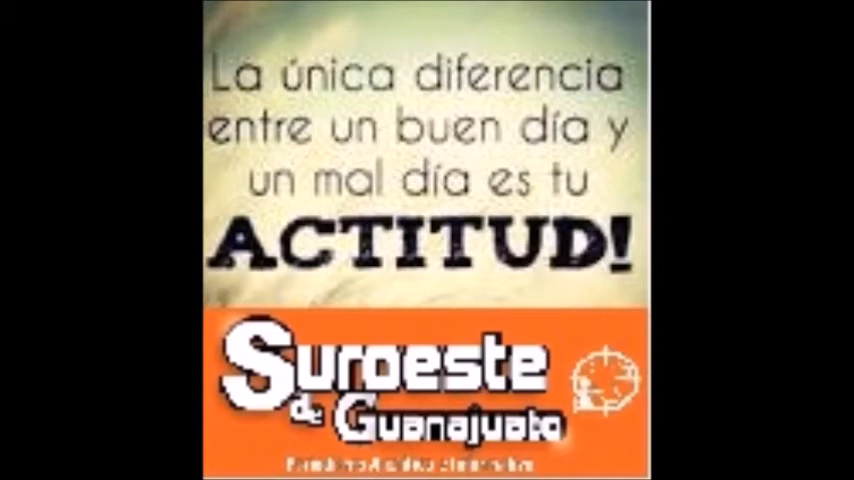 La única diferencia
entre un buen día y
un mal día es tu
ACTITUD!
Suroeste
de Guanajuato